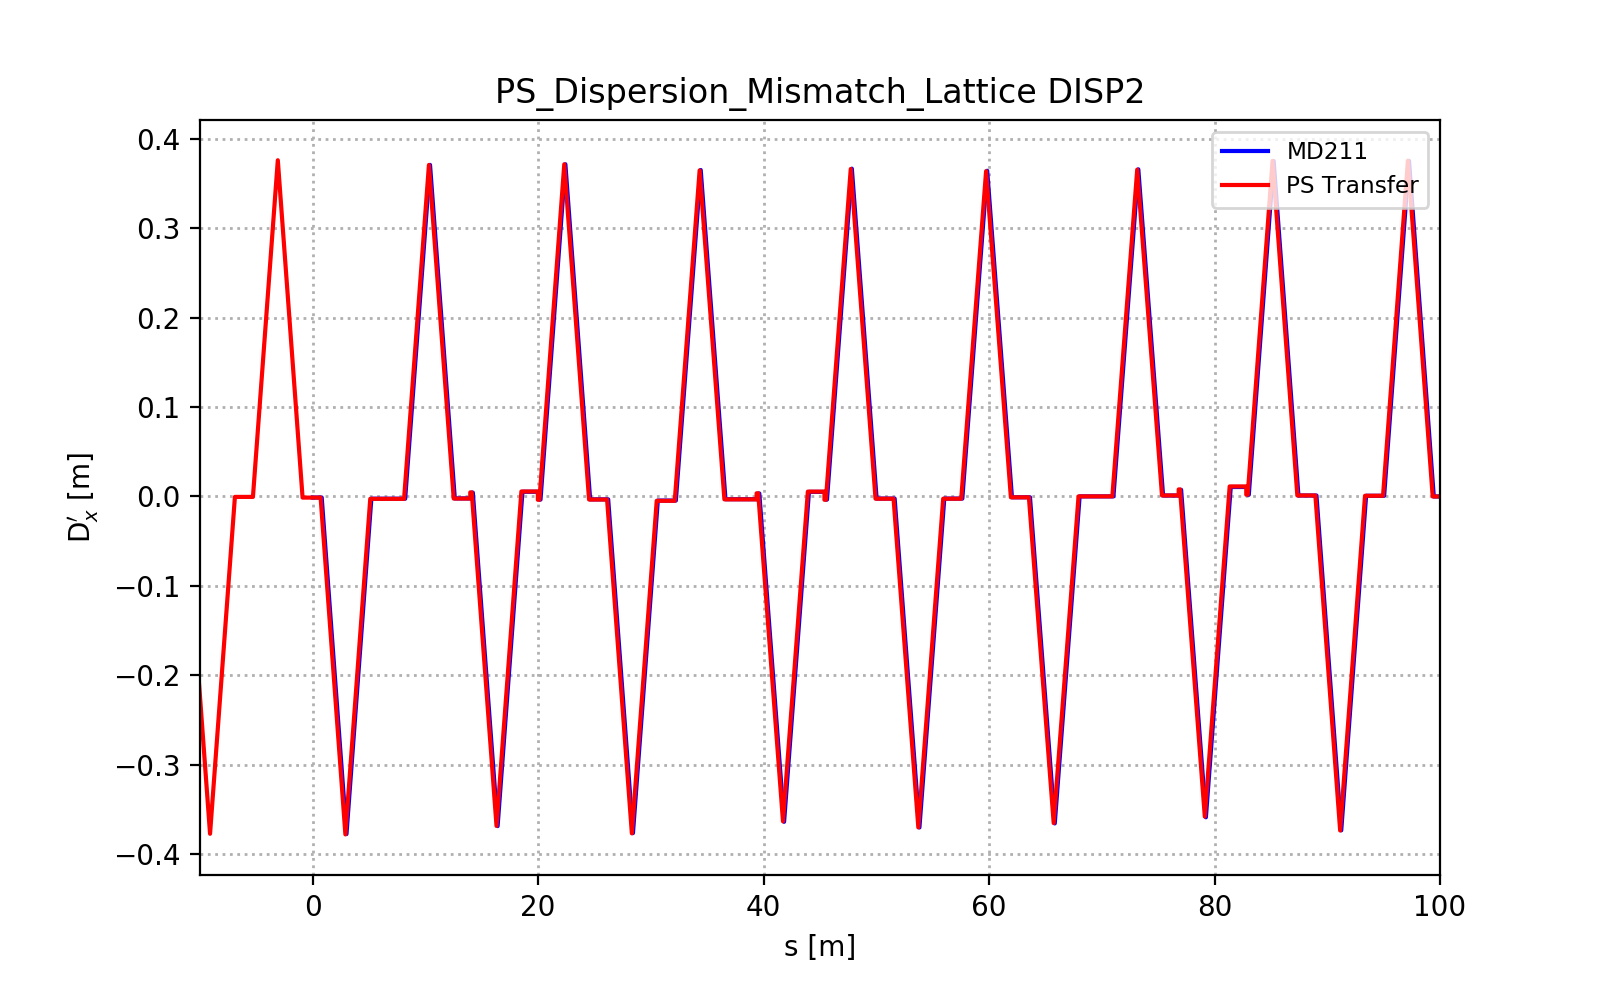 PS_Dispersion_Mismatch_Lattice DISP2
MD211
PS Transfer
0.4
0.3
0.2
0.1
0.0
−0.1
−0.2
−0.3
−0.4
D′x [m]
0 20 40 60 80 100
s [m]